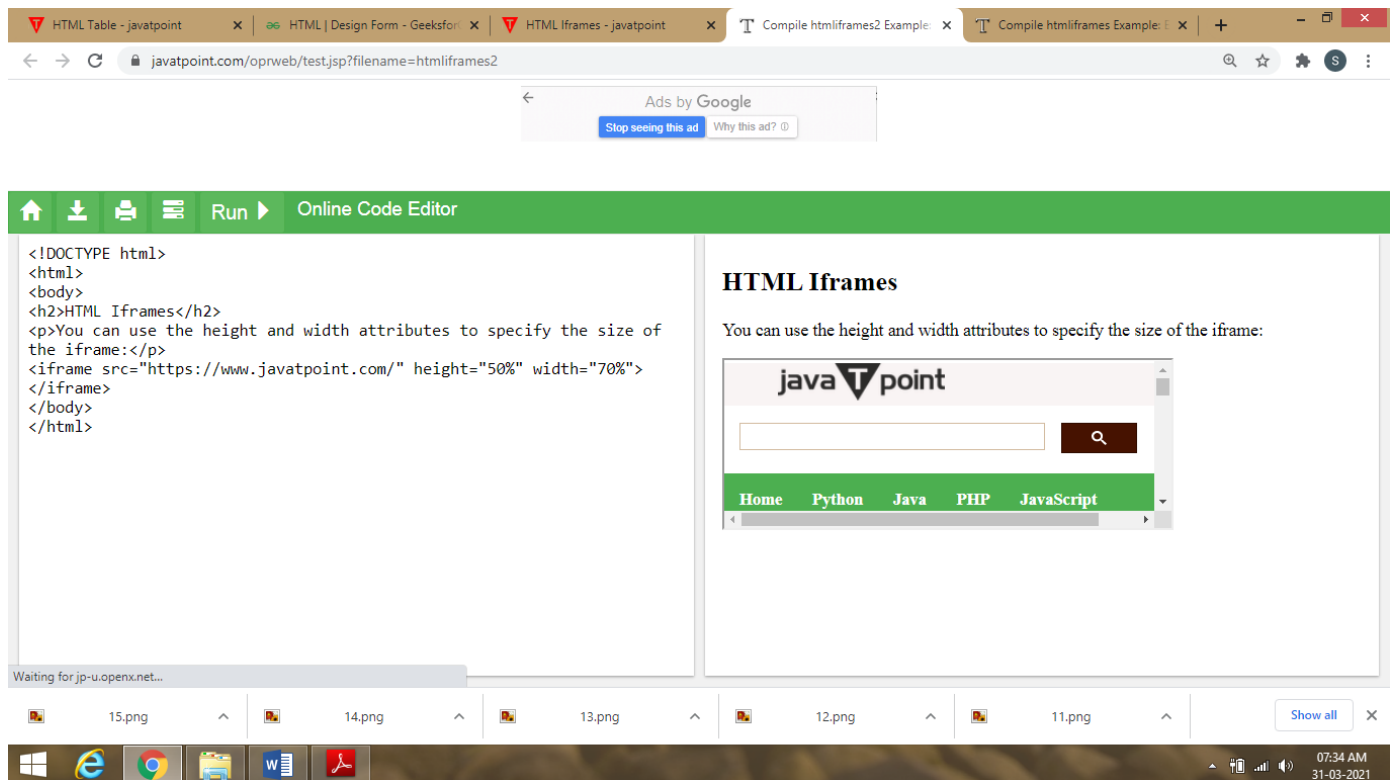 HTML Table - javatpoint
HTML | Design Form - Geeksfor
HTML Iframes - javatpoint
Compile htmliframes2 Example:
Compile htmliframes Example: E
javatpoint.com/oprweb/test.jsp?filename=htmliframes2
S
Ads by Google
Stop seeing this ad
Why this ad?
Run
Online Code Editor
<!DOCTYPE html>
<html>
<body>
<h2>HTML Iframes</h2>
<p>You can use the height and width attributes to specify the size of
the iframe:</p>
<iframe src="https://www.javatpoint.com/" height="50%" width="70%">
</iframe>
</body>
</html>
HTML Iframes
You can use the height and width attributes to specify the size of the iframe:
javaTpoint
Home Python Java PHP JavaScript
Waiting for jp-u.openx.net...
15.png
14.png
13.png
12.png
11.png
Show all
07:34 AM
31-03-2021